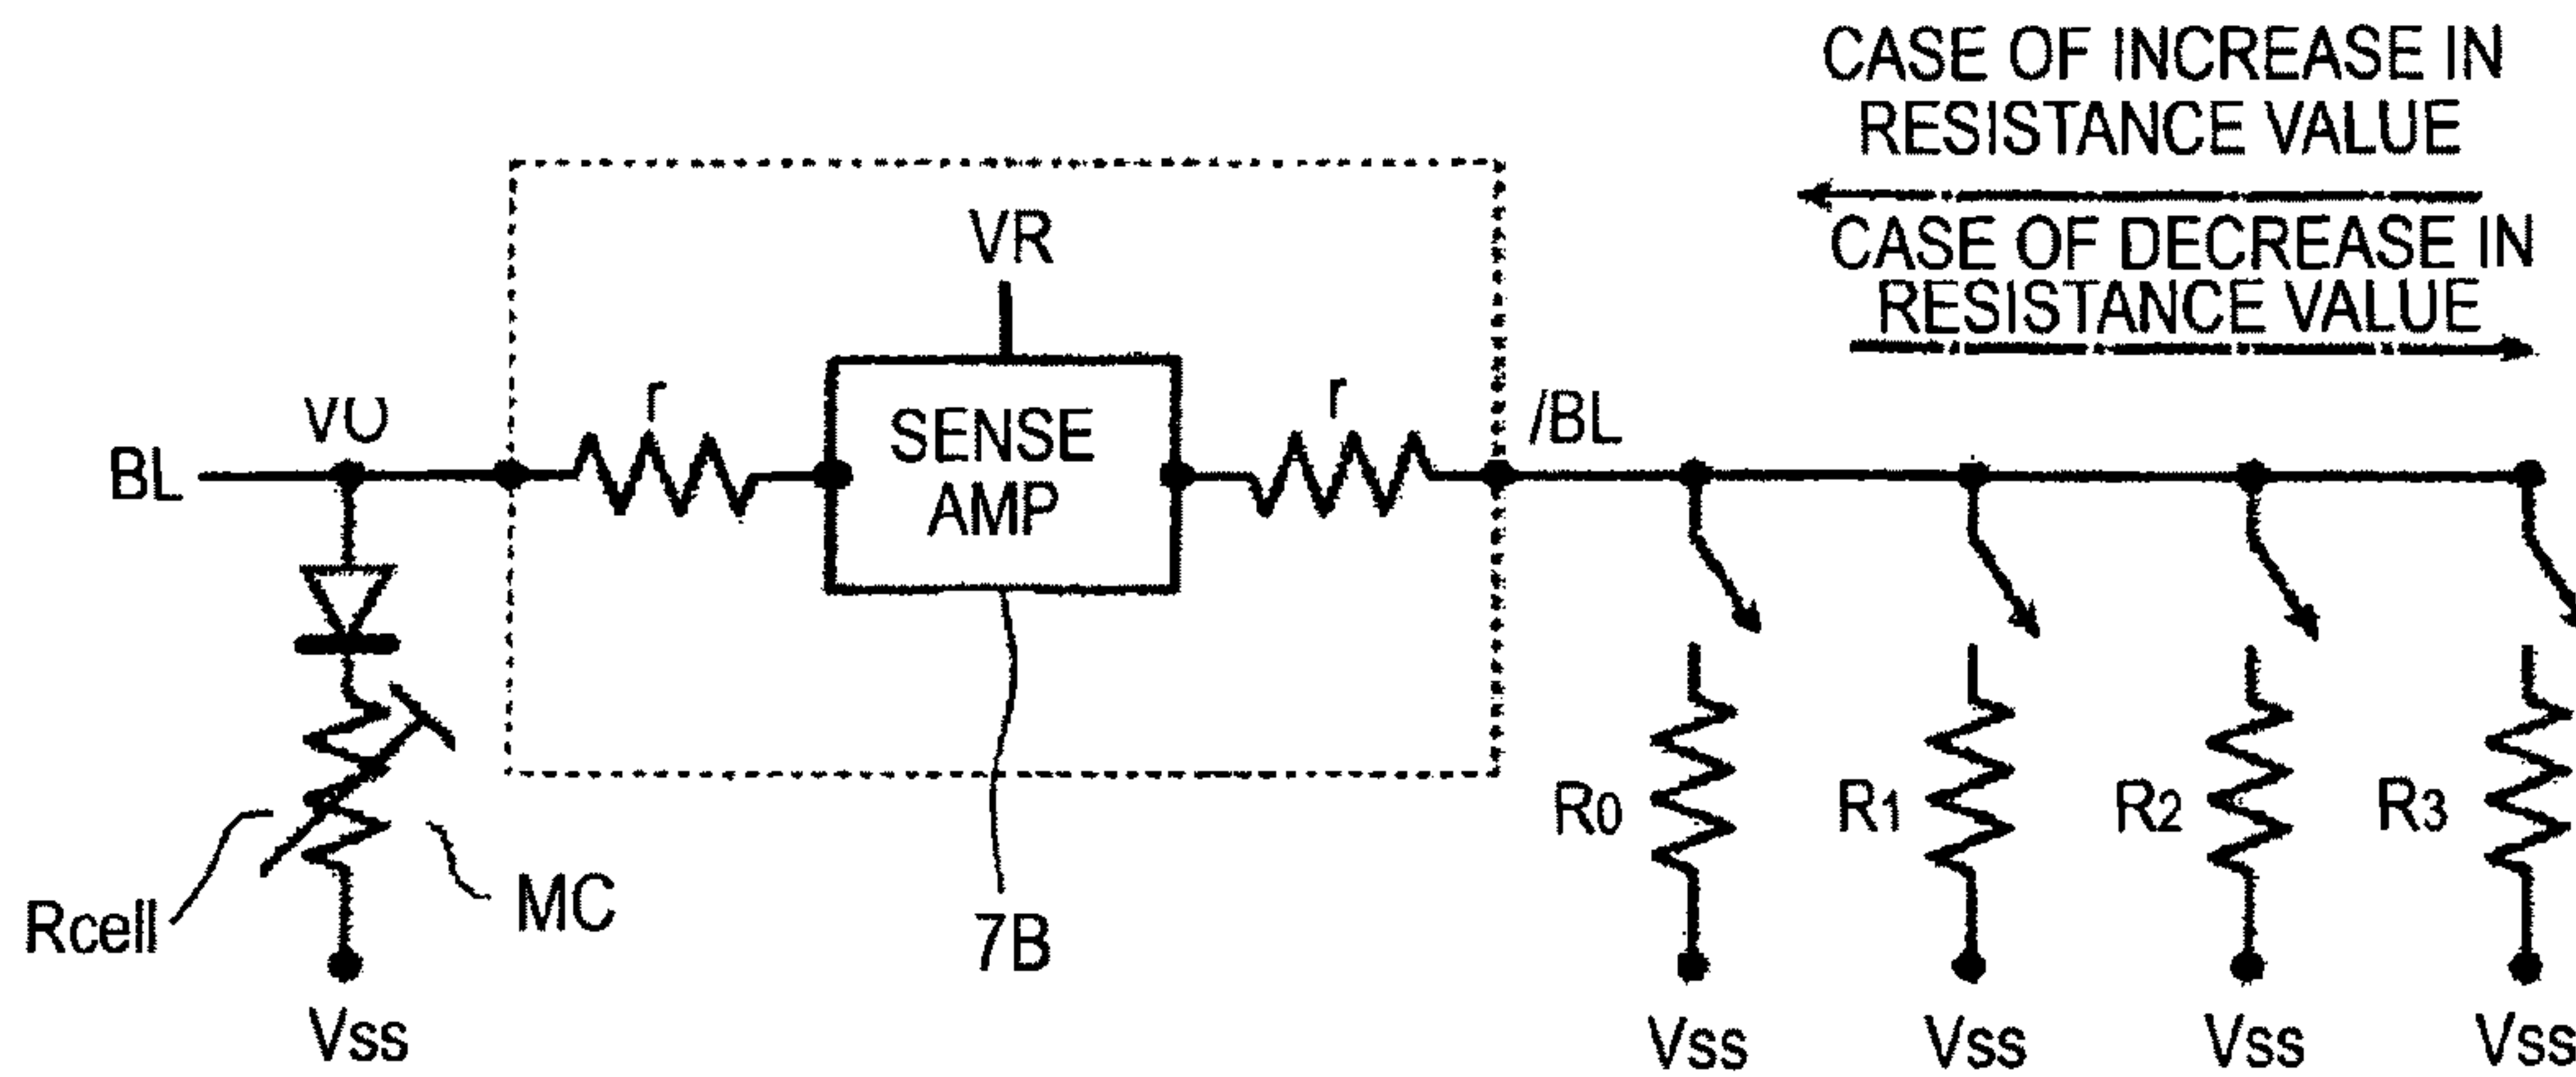 CASE OF INCREASE IN
RESISTANCE VALUE
CASE OF DECREASE IN
RESISTANCE VALUE
VR
r
r
/BL
VO
BL
SENSE
AMP
R0
R1
R2
R3
Rcell
MC
7B
Vss
Vss
Vss
Vss
Vss